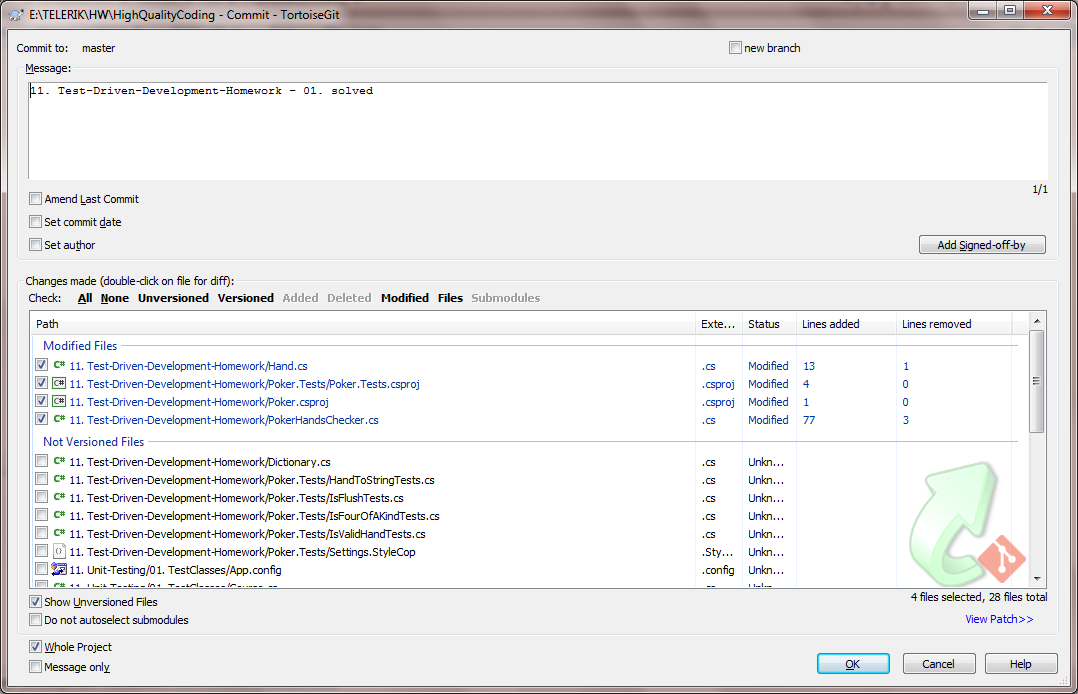 E:\TELERIK\HW\HighQualityCoding - Commit - TortoiseGit
Commit to: master new branch
Message:
11. Test-Driven-Development-Homework - 01. solved
1/1
Amend Last Commit
Set commit date
Set author
Add Signed-off-by
Changes made (double-click on file for diff):
Check: All None Unversioned Versioned Added Deleted Modified Files Submodules
Path Exte... Status Lines added Lines removed
Modified Files
C# 11. Test-Driven-Development-Homework/Hand.cs .cs Modified 13 1
C# 11. Test-Driven-Development-Homework/Poker.Tests/Poker.Tests.csproj .csproj Modified 4 0
C# 11. Test-Driven-Development-Homework/Poker.csproj .csproj Modified 1 0
C# 11. Test-Driven-Development-Homework/PokerHandsChecker.cs .cs Modified 77 3
Not Versioned Files
C# 11. Test-Driven-Development-Homework/Dictionary.cs .cs Unkn...
C# 11. Test-Driven-Development-Homework/Poker.Tests/HandToStringTests.cs .cs Unkn...
C# 11. Test-Driven-Development-Homework/Poker.Tests/IsFlushTests.cs .cs Unkn...
C# 11. Test-Driven-Development-Homework/Poker.Tests/IsFourOfAKindTests.cs .cs Unkn...
C# 11. Test-Driven-Development-Homework/Poker.Tests/IsValidHandTests.cs .cs Unkn...
11. Test-Driven-Development-Homework/Poker.Tests/Settings.StyleCop .Sty... Unkn...
11. Unit-Testing/01. TestClasses/App.config .config Unkn...
C# 11. Unit-Testing/01. TestClasses/Course.cs .cs Unkn...
Show Unversioned Files 4 files selected, 28 files total
Do not autoselect submodules View Patch>>
Whole Project
Message only
OK Cancel Help